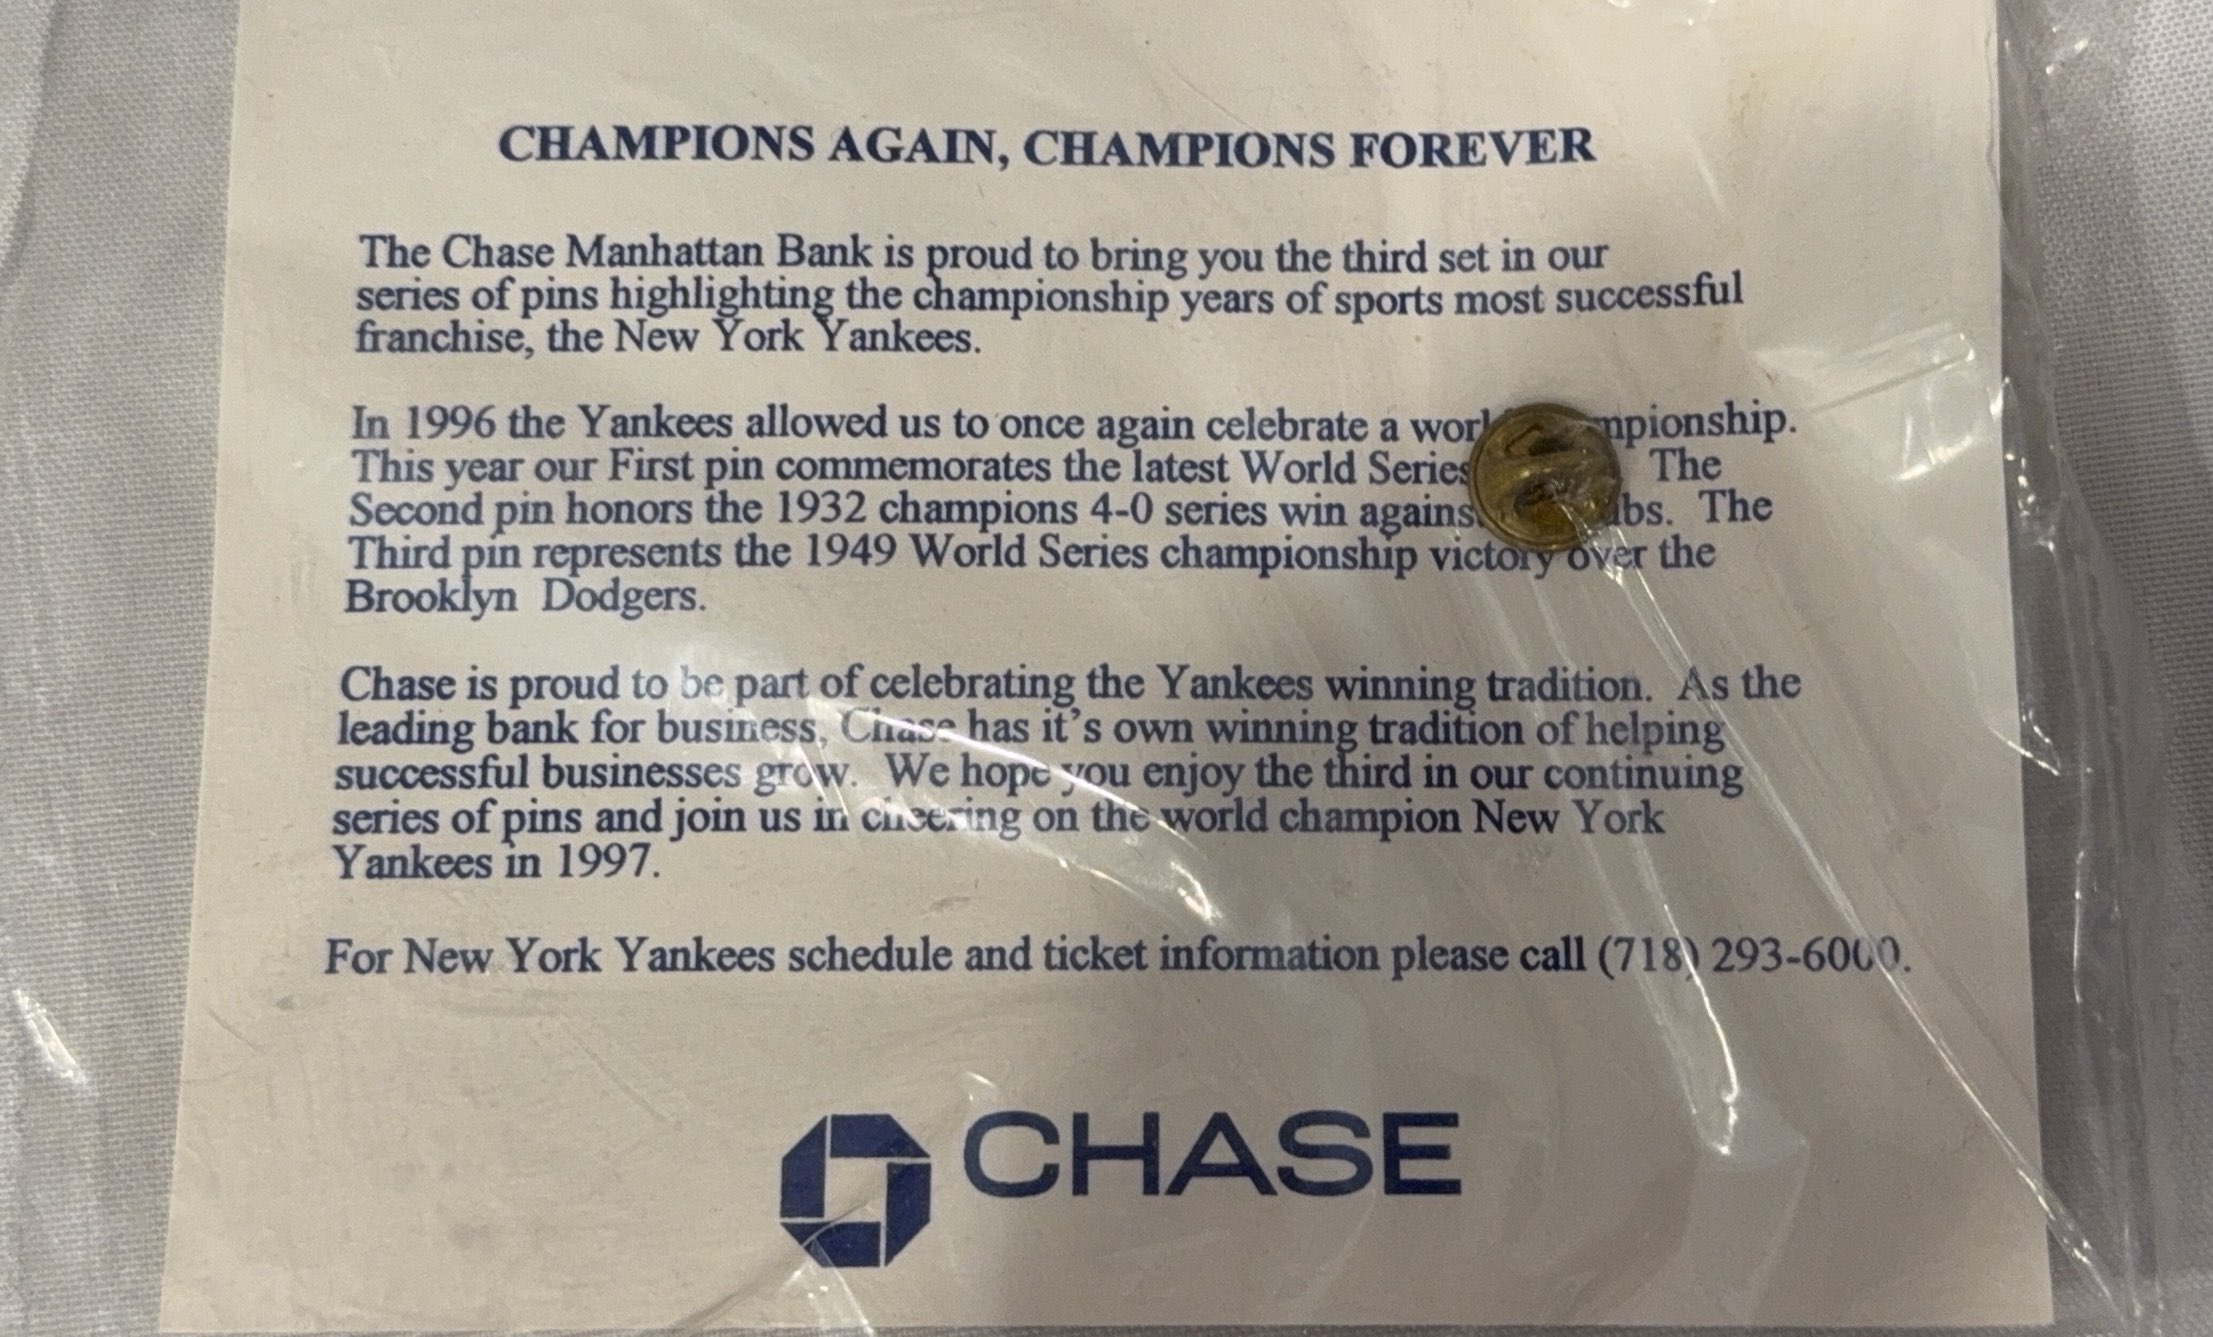 CHAMPIONS AGAIN, CHAMPIONS FOREVER
The Chase Manhattan Bank is proud to bring you the third set in our
series of pins highlighting the championship years of sports most successful
franchise, the New York Yankees.
In 1996 the Yankees allowed us to once again celebrate a
This year our First pin commemorates the latest World Series The
Second pin honors the 1932 champions 4-0 series win against The
Third pin represents the 1949 World Series championship victory over the
Brooklyn Dodgers.
Chase is proud to be part of celebrating the Yankees winning tradition. As the
leading bank for business, Chase has it's own winning tradition of helping
successful businesses grow. We hope you enjoy the third in our continuing
series of pins and join us in cheering on the world champion New York
Yankees in 1997.
For New York Yankees schedule and ticket information please call (718) 293-6000.
CHASE